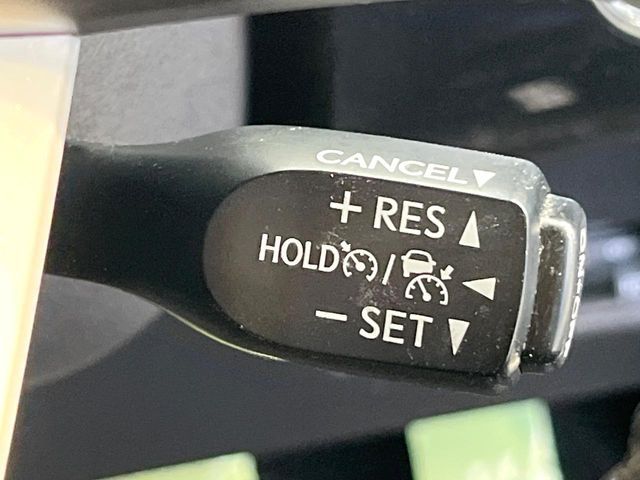 CANCEL▼
+ RES ▲
HOLD / ◀
− SET ▼